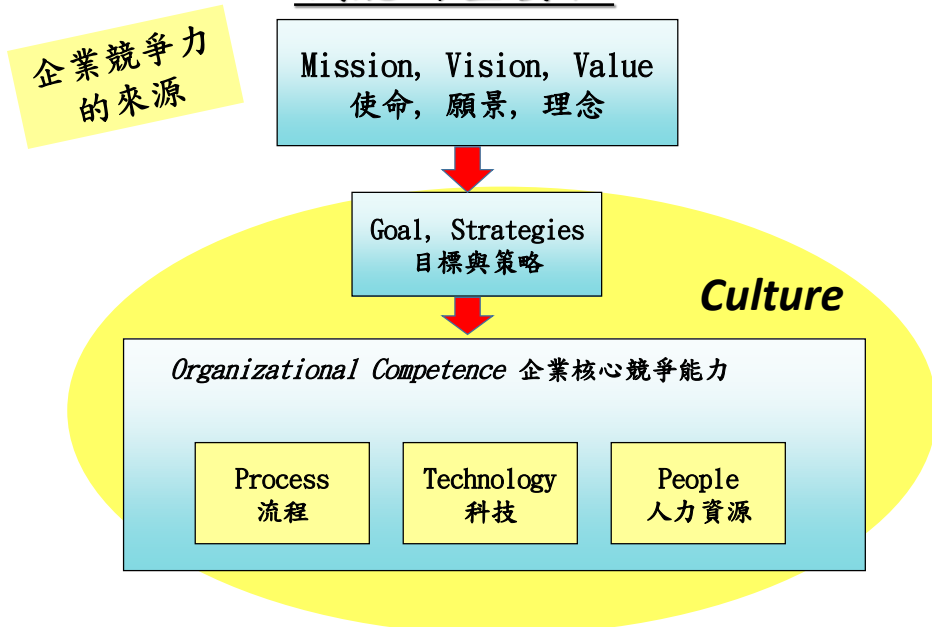 企業競爭力
的來源
Mission, Vision, Value
使命, 願景, 理念
Goal, Strategies
目標與策略
Culture
Organizational Competence 企業核心競爭能力
Process
流程
Technology
科技
People
人力資源